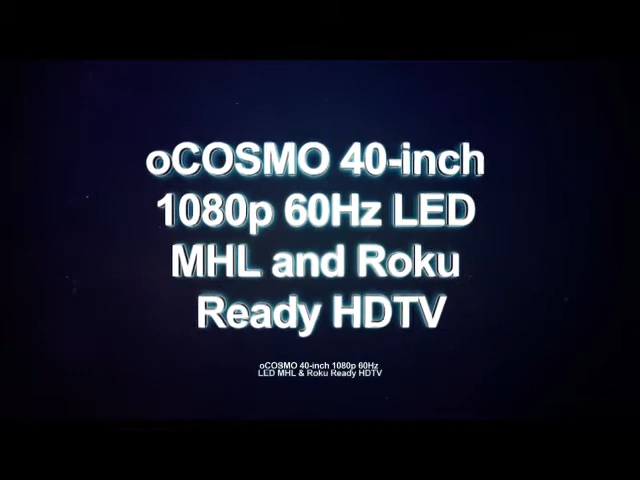 oCOSMO 40-inch
1080p 60Hz LED
MHL and Roku
Ready HDTV
oCOSMO 40-inch 1080p 60Hz
LED MHL & Roku Ready HDTV